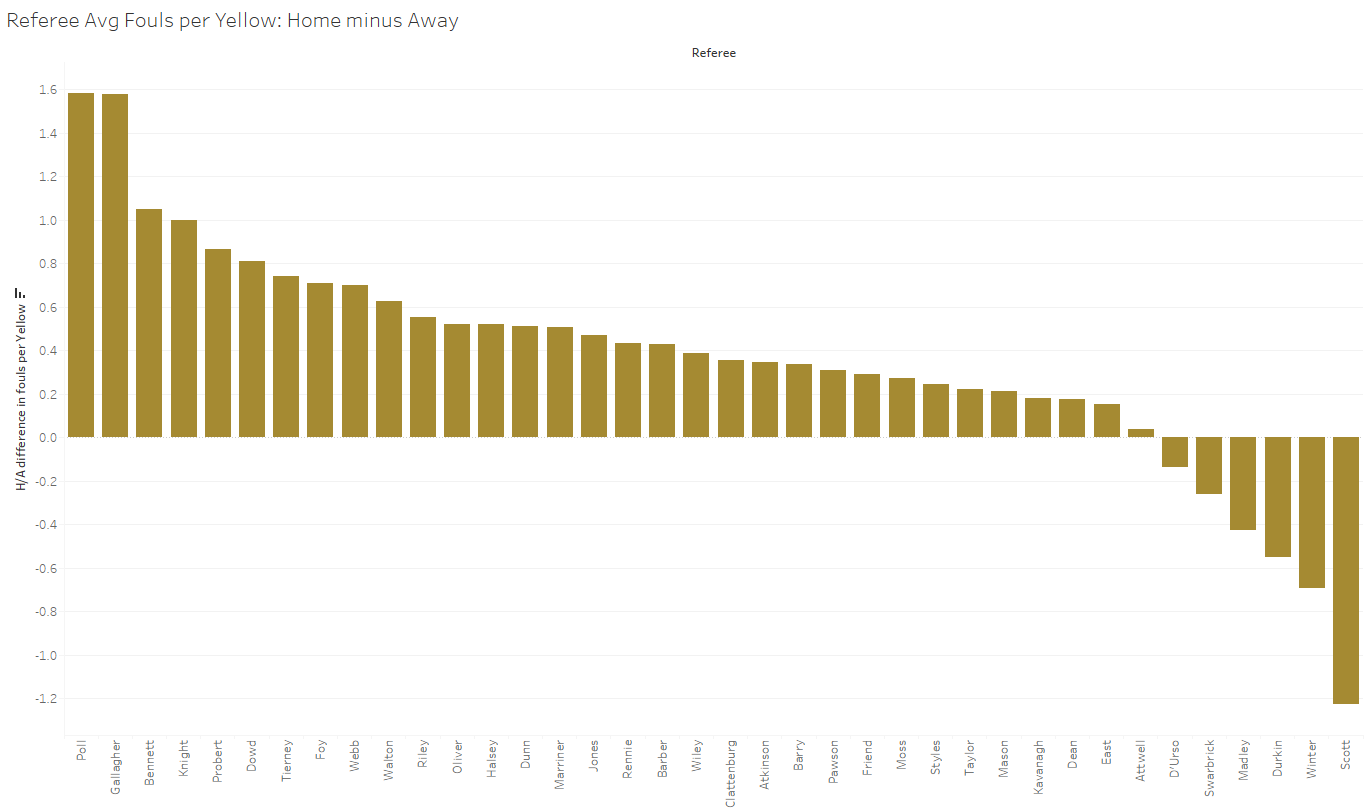 Referee Avg Fouls per Yellow: Home minus Away
Referee
H/A difference in fouls per Yellow
1.6
1.4
1.2
1.0
0.8
0.6
0.4
0.2
0.0
-0.2
-0.4
-0.6
-0.8
-1.0
-1.2
Poll
Gallagher
Bennett
Knight
Probert
Dowd
Tierney
Foy
Webb
Walton
Riley
Oliver
Halsey
Dunn
Marriner
Jones
Rennie
Barber
Wiley
Clattenburg
Atkinson
Barry
Pawson
Friend
Moss
Styles
Taylor
Mason
Kavanagh
Dean
East
Attwell
D'Urso
Swarbrick
Madley
Durkin
Winter
Scott